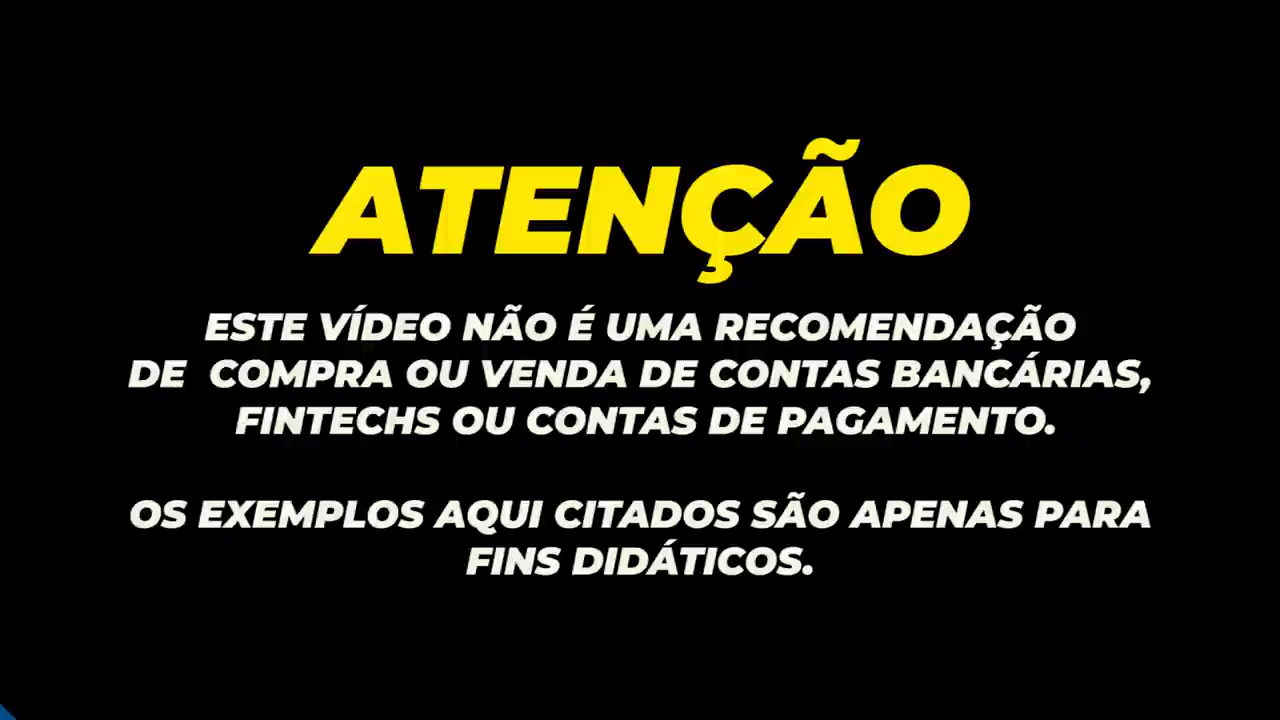 ATENÇÃO
ESTE VÍDEO NÃO É UMA RECOMENDAÇÃO
DE COMPRA OU VENDA DE CONTAS BANCÁRIAS,
FINTECHS OU CONTAS DE PAGAMENTO.
OS EXEMPLOS AQUI CITADOS SÃO APENAS PARA
FINS DIDÁTICOS.